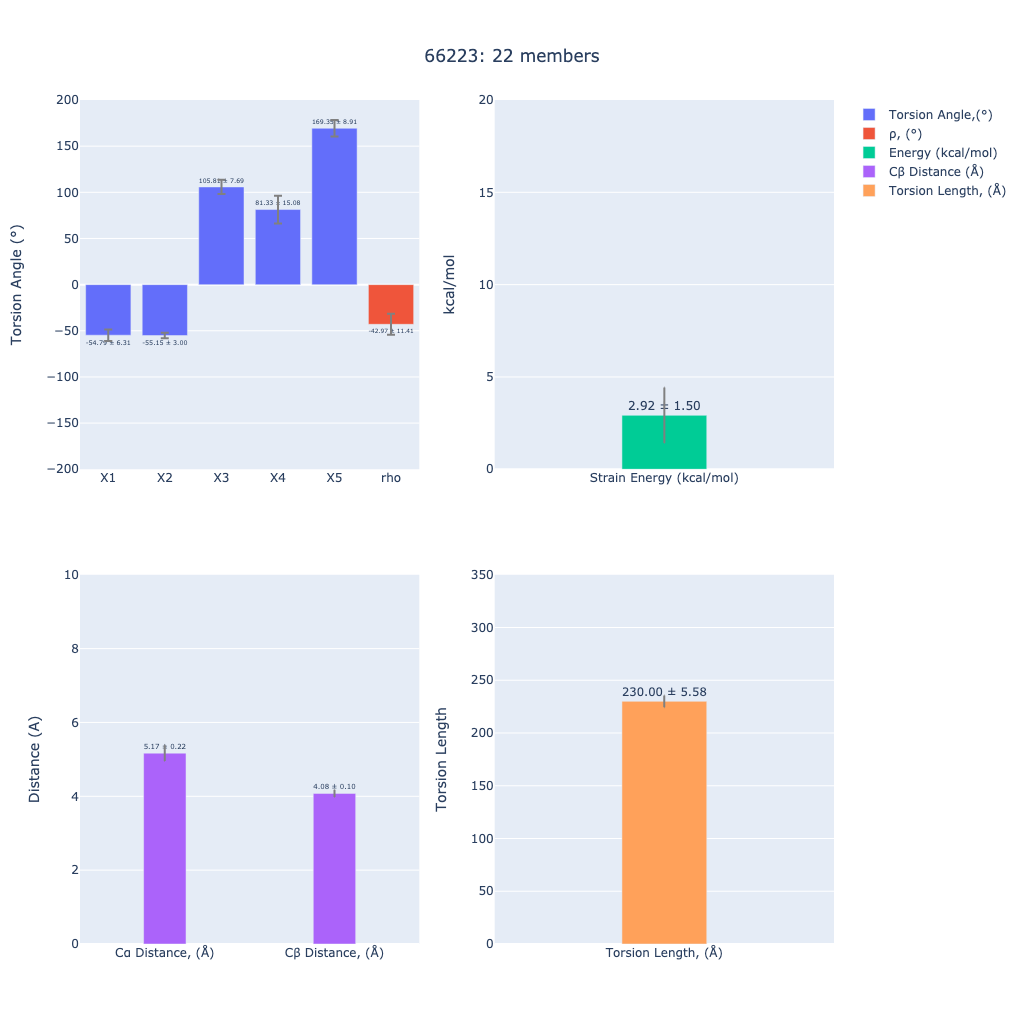 66223: 22 members
Torsion Angle (°)
200
150
100
50
0
−50
−100
−150
−200
-54.79 ± 6.31
-55.15 ± 3.00
105.81 ± 7.69
81.33 ± 15.08
± 8.91
-42.97 ± 11.41
X1 X2 X3 X4 X5 rho
kcal/mol
20
15
10
5
0
2.92 ± 1.50
Strain Energy (kcal/mol)
Torsion Angle,(°)
ρ, (°)
Energy (kcal/mol)
Cβ Distance (Å)
Torsion Length, (Å)
Distance (A)
10
8
6
4
2
0
5.17 ± 0.22
4.08 ± 0.10
Cα Distance, (Å) Cβ Distance, (Å)
Torsion Length
350
300
250
200
150
100
50
0
230.00 ± 5.58
Torsion Length, (Å)